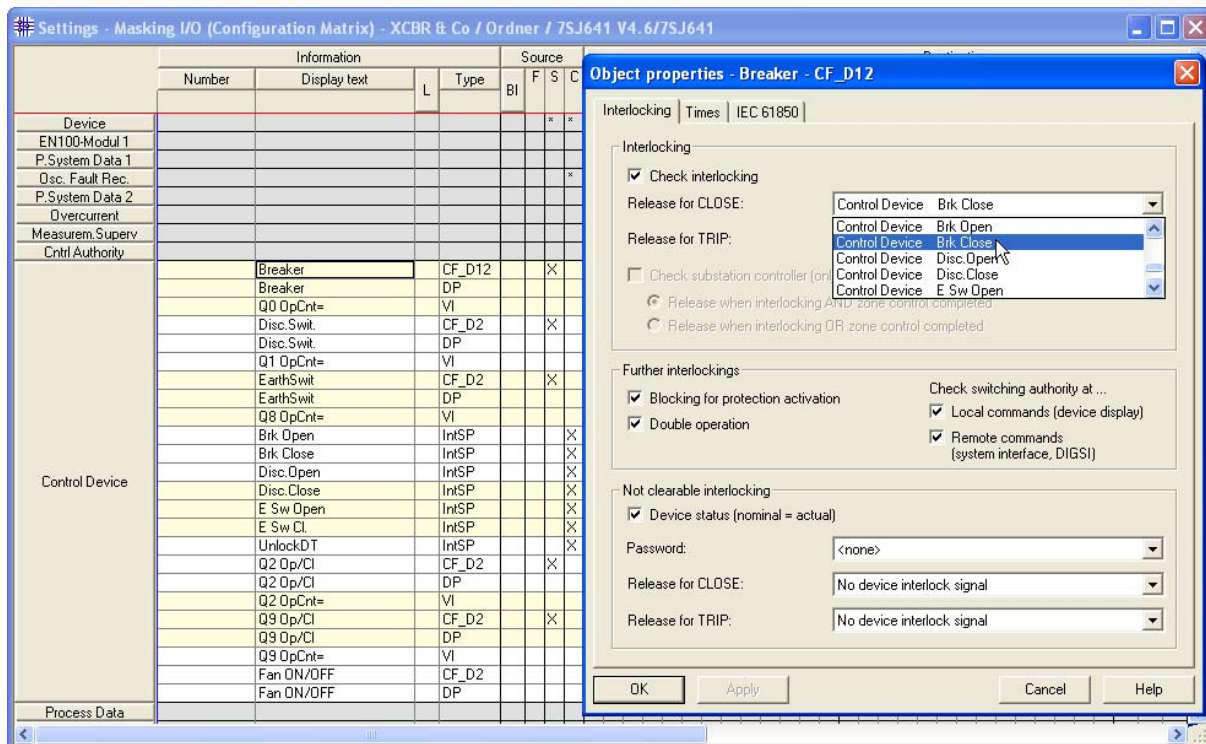 Settings - Masking I/O (Configuration Matrix) - XCBR & Co / Ordner / 7SJ641 V4.6/7SJ641
Information
Source
Number
Display text
L
Type
BI
F
S
C
Device
*
*
EN100-Modul 1
P.System Data 1
Osc. Fault Rec.
*
P.System Data 2
Overcurrent
Measurem.Superv
Cntrl Authority
Control Device
Breaker CF_D12 X
Breaker DP
Q0 OpCnt= VI
Disc.Swit. CF_D2 X
Disc.Swit. DP
Q1 OpCnt= VI
EarthSwit CF_D2 X
EarthSwit DP
Q8 OpCnt= VI
Brk Open IntSP X
Brk Close IntSP X
Disc.Open IntSP X
Disc.Close IntSP X
E Sw Open IntSP X
E Sw Cl. IntSP X
UnlockDT IntSP X
Q2 Op/Cl CF_D2 X
Q2 Op/Cl DP
Q2 OpCnt= VI
Q9 Op/Cl CF_D2 X
Q9 Op/Cl DP
Q9 OpCnt= VI
Fan ON/OFF CF_D2
Fan ON/OFF DP
Process Data
Object properties - Breaker - CF_D12
Interlocking
Times
IEC 61850
Interlocking
Check interlocking
Release for CLOSE:
Control Device Brk Close
Control Device Brk Open
Control Device Brk Close
Control Device Disc.Open
Control Device Disc.Close
Control Device E Sw Open
Release for TRIP:
Check substation controller (onl
Release when interlocking AND zone control completed
Release when interlocking OR zone control completed
Further interlockings
Blocking for protection activation
Double operation
Check switching authority at ...
Local commands (device display)
Remote commands
(system interface, DIGSI)
Not clearable interlocking
Device status (nominal = actual)
Password:
<none>
Release for CLOSE:
No device interlock signal
Release for TRIP:
No device interlock signal
OK
Apply
Cancel
Help